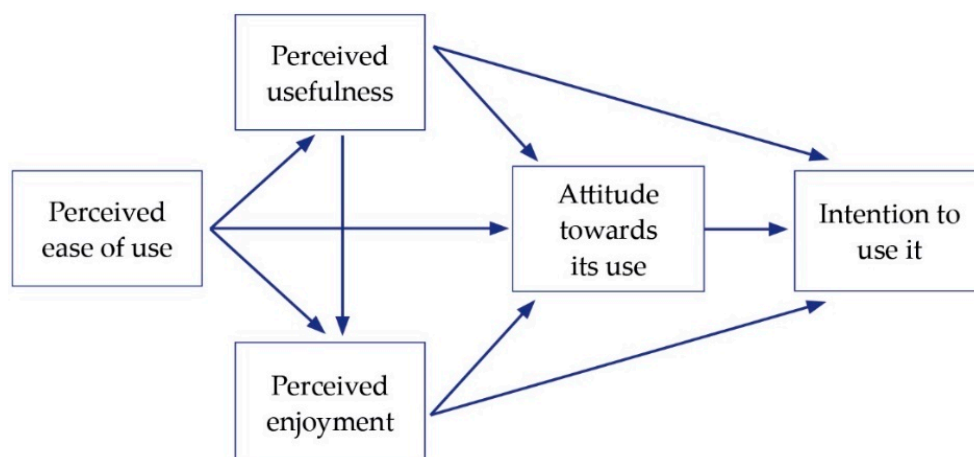 Perceived
usefulness
Perceived
ease of use
Attitude
towards
its use
Intention to
use it
Perceived
enjoyment